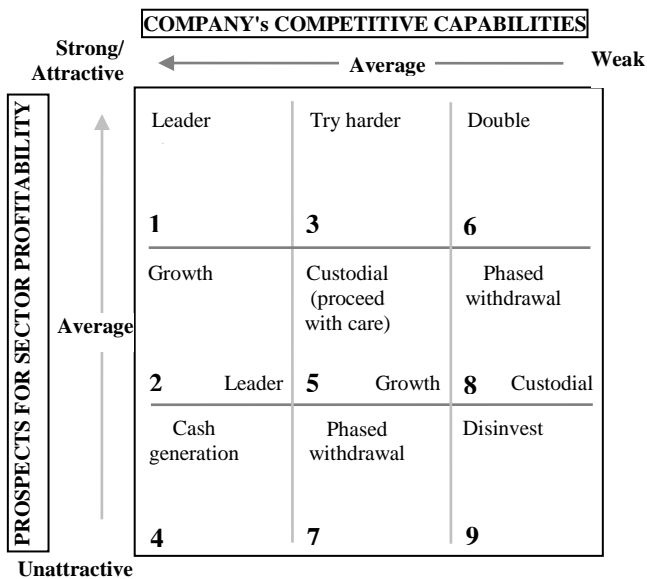 COMPANY's COMPETITIVE CAPABILITIES
Strong/
Attractive
Average
Weak
PROSPECTS FOR SECTOR PROFITABILITY
Leader
Try harder
Double
1
3
6
Average
Growth
Custodial
(proceed
with care)
Phased
withdrawal
2
Leader
5
Growth
8
Custodial
Cash
generation
Phased
withdrawal
Disinvest
4
7
9
Unattractive